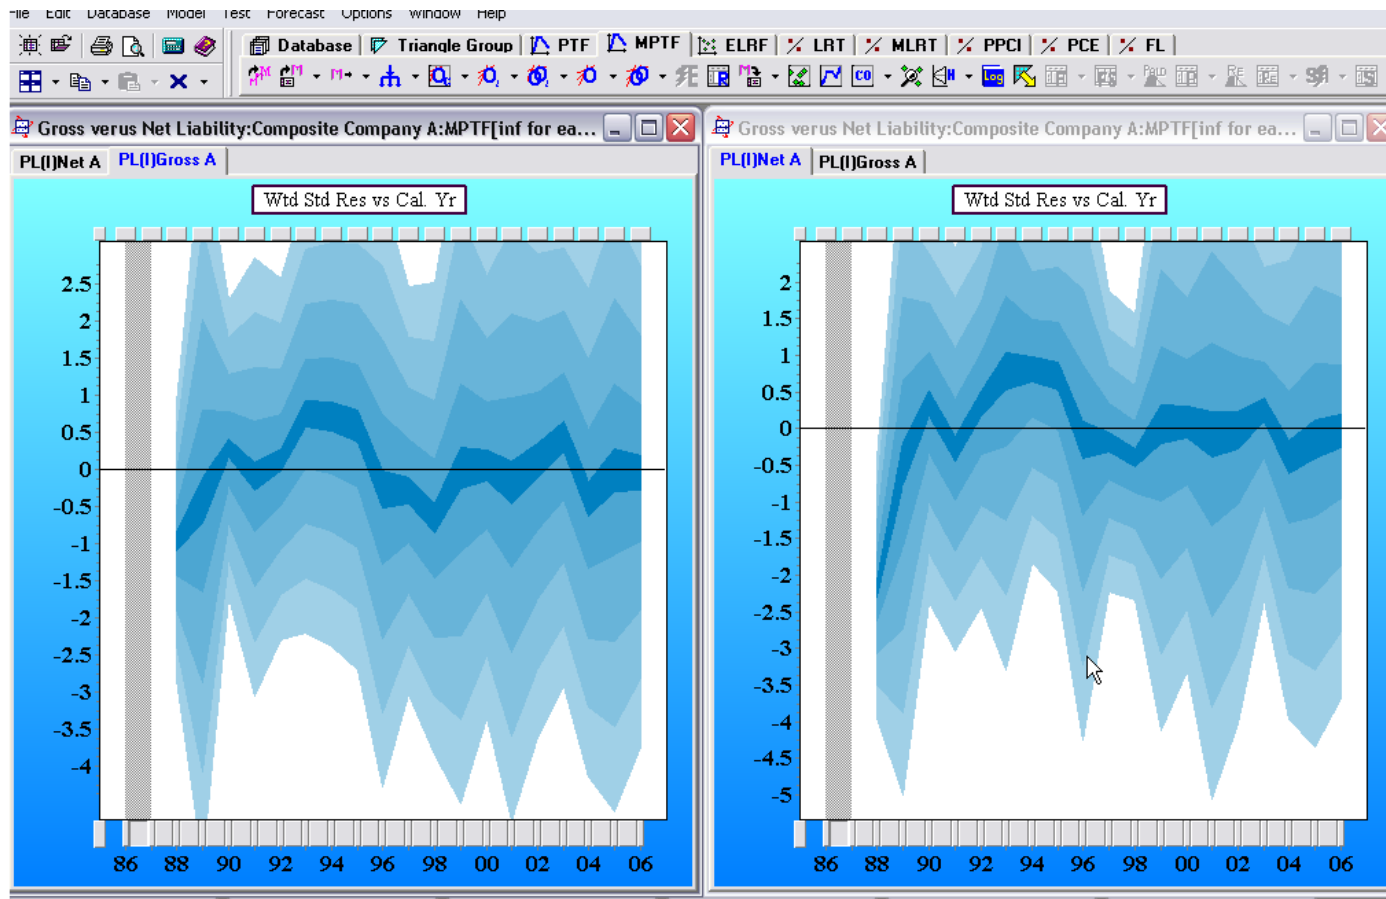 File Edit Database Model Test Forecast Options Window Help
Database Triangle Group PTF MPTF ELRF LRT MLRT PPCI PCE FL
Gross verus Net Liability:Composite Company A:MPTF[inf for ea...
PL(I)Net A PL(I)Gross A
Wtd Std Res vs Cal. Yr
2.5
2
1.5
1
0.5
0
-0.5
-1
-1.5
-2
-2.5
-3
-3.5
-4
86 88 90 92 94 96 98 00 02 04 06
Gross verus Net Liability:Composite Company A:MPTF[inf for ea...
PL(I)Net A PL(I)Gross A
Wtd Std Res vs Cal. Yr
2
1.5
1
0.5
0
-0.5
-1
-1.5
-2
-2.5
-3
-3.5
-4
-4.5
-5
86 88 90 92 94 96 98 00 02 04 06